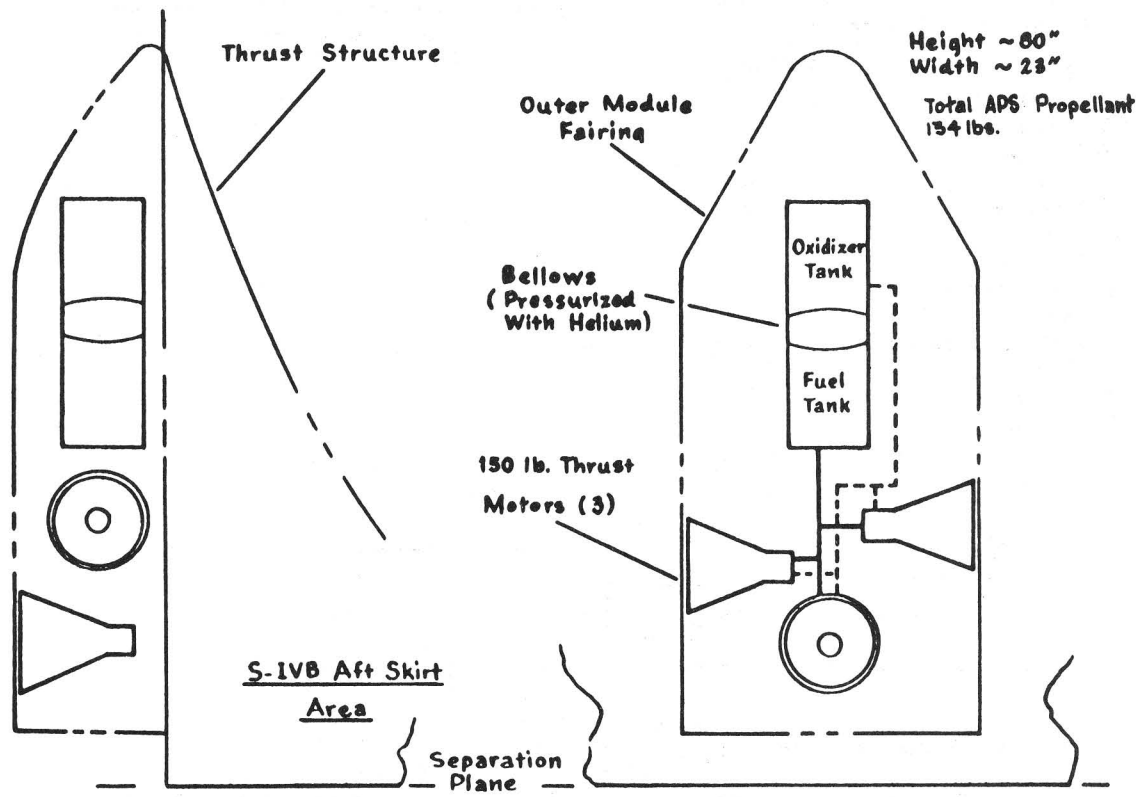 Thrust Structure
Height ~ 80"
Width ~ 23"
Total APS Propellant
134 lbs.
Outer Module
Fairing
Oxidizer
Tank
Bellows
(Pressurized
With Helium)
Fuel
Tank
150 lb. Thrust
Motors (3)
S-IVB Aft Skirt
Area
Separation
Plane